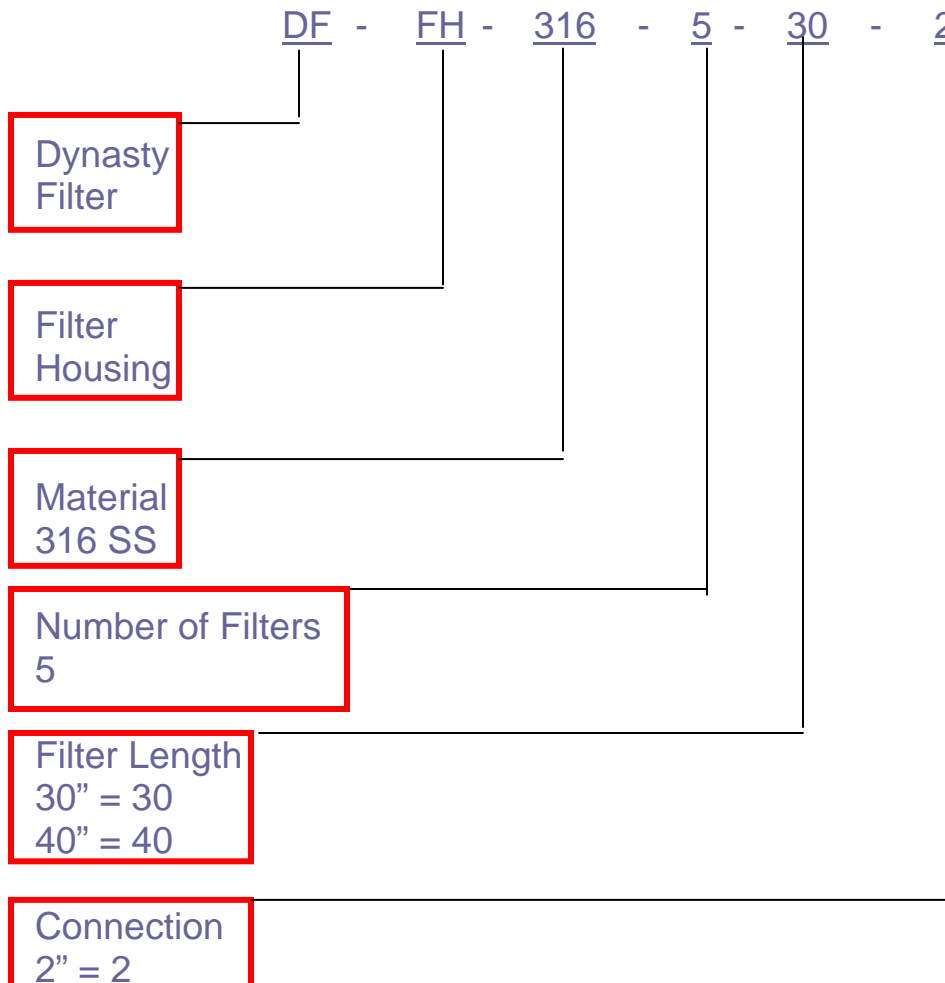 DF - FH - 316 - 5 - 30 - 2
Dynasty
Filter
Filter
Housing
Material
316 SS
Number of Filters
5
Filter Length
30” = 30
40” = 40
Connection
2” = 2